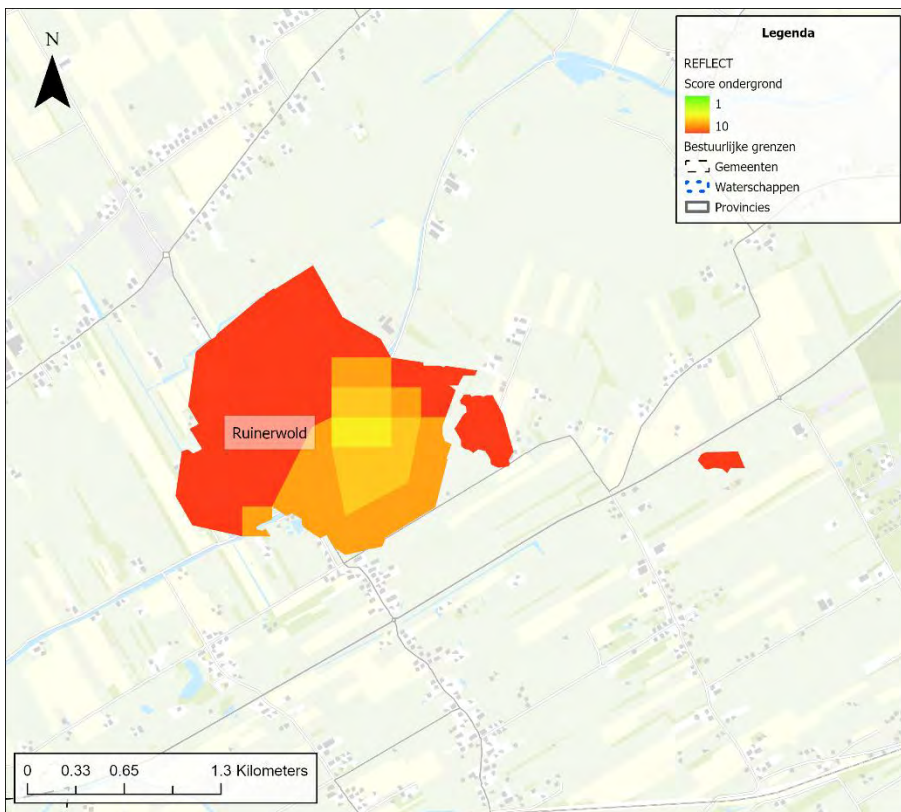 N
Legenda
REFLECT
Score ondergrond
1
10
Bestuurlijke grenzen
Gemeenten
Waterschappen
Provincies
Ruinerwold
0 0.33 0.65 1.3 Kilometers